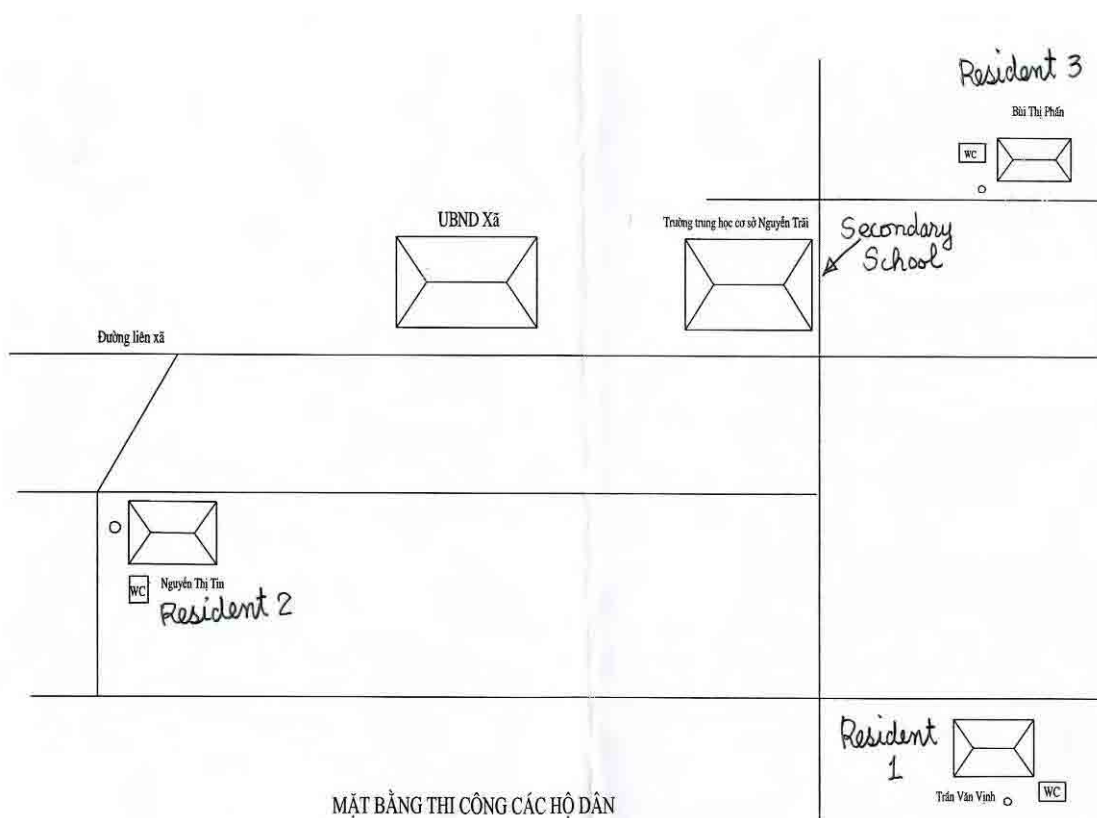 Resident 3
Bùi Thị Phấn
WC
UBND Xã
Trường trung học cơ sở Nguyễn Trãi
Secondary
School
Đường liên xã
WC
Nguyễn Thị Tin
Resident 2
Resident
1
Trần Văn Vịnh
WC
MẶT BẰNG THI CÔNG CÁC HỘ DÂN